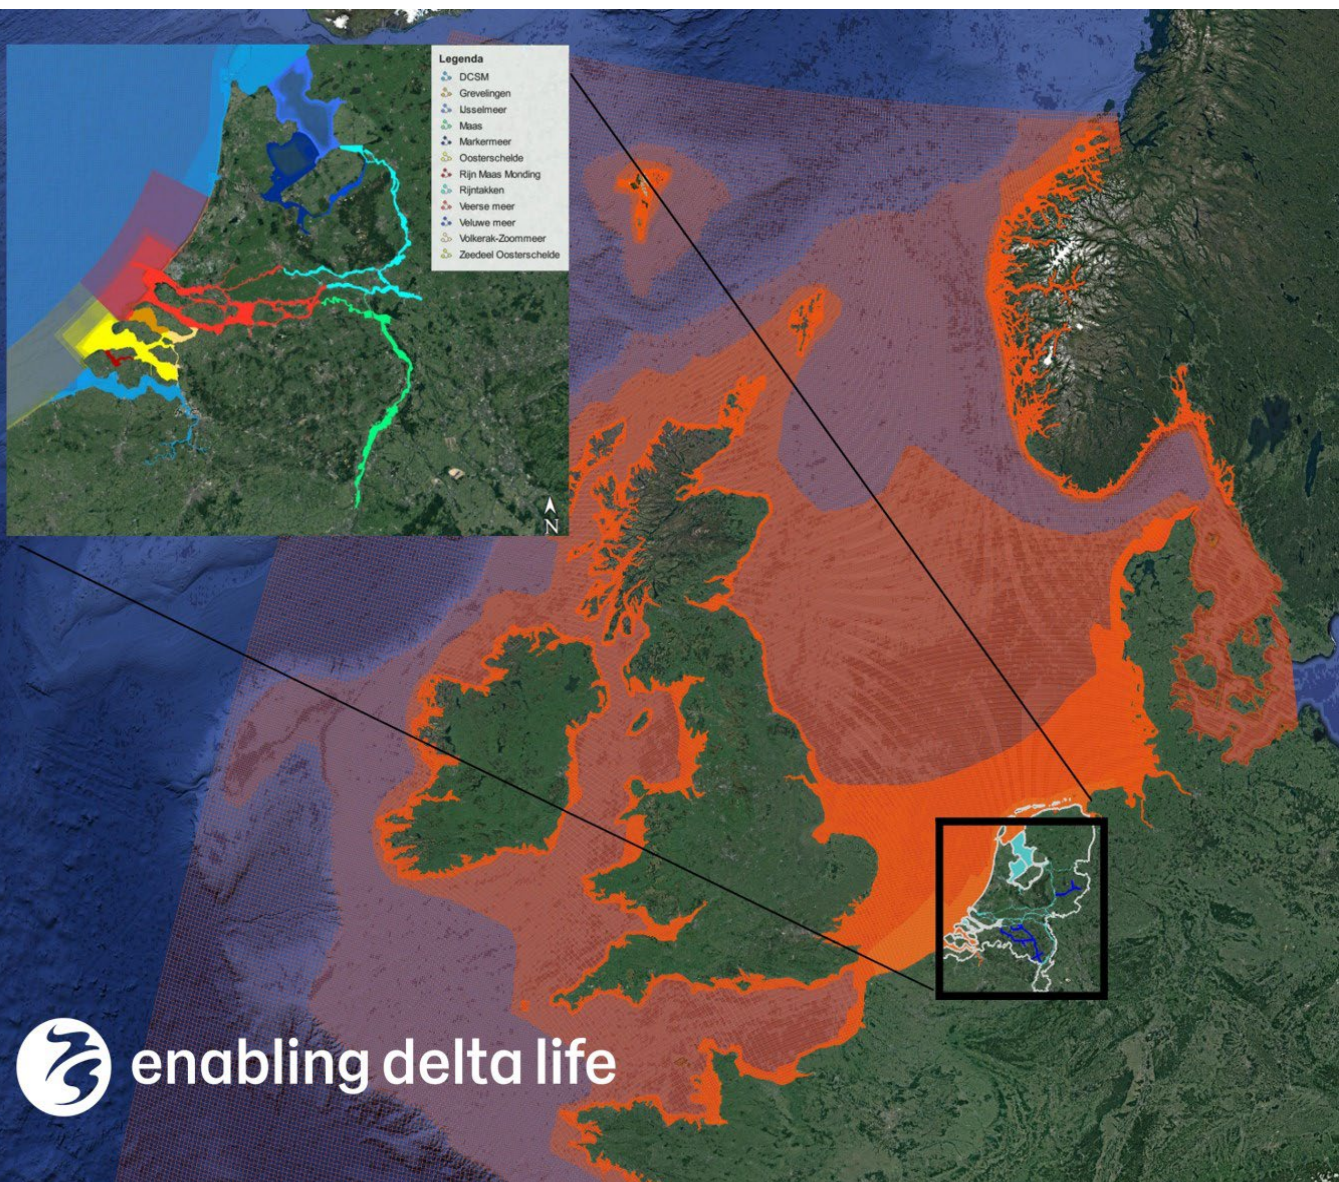 Legenda
DCSM
Grevelingen
IJsselmeer
Maas
Markermeer
Oosterschelde
Rijn Maas Monding
Rijntakken
Veerse meer
Veluwe meer
Volkerak-Zoommeer
Zeedeel Oosterschelde
N
enabling delta life